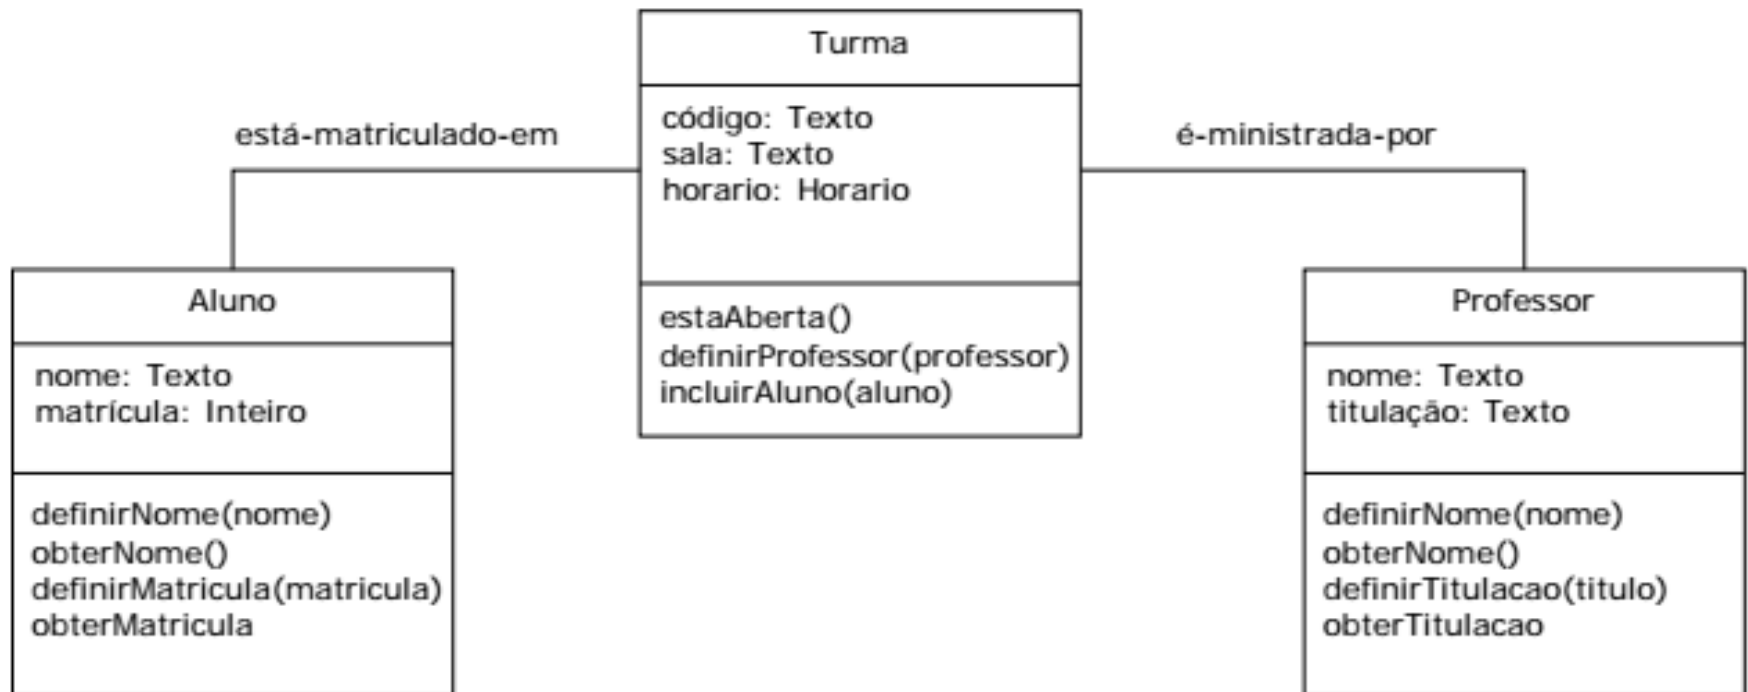 Turma
código: Texto
sala: Texto
horario: Horario
estaAberta()
definirProfessor(professor)
incluirAluno(aluno)
está-matriculado-em
é-ministrada-por
Aluno
nome: Texto
matrícula: Inteiro
definirNome(nome)
obterNome()
definirMatricula(matricula)
obterMatricula
Professor
nome: Texto
titulação: Texto
definirNome(nome)
obterNome()
definirTitulacao(titulo)
obterTitulacao